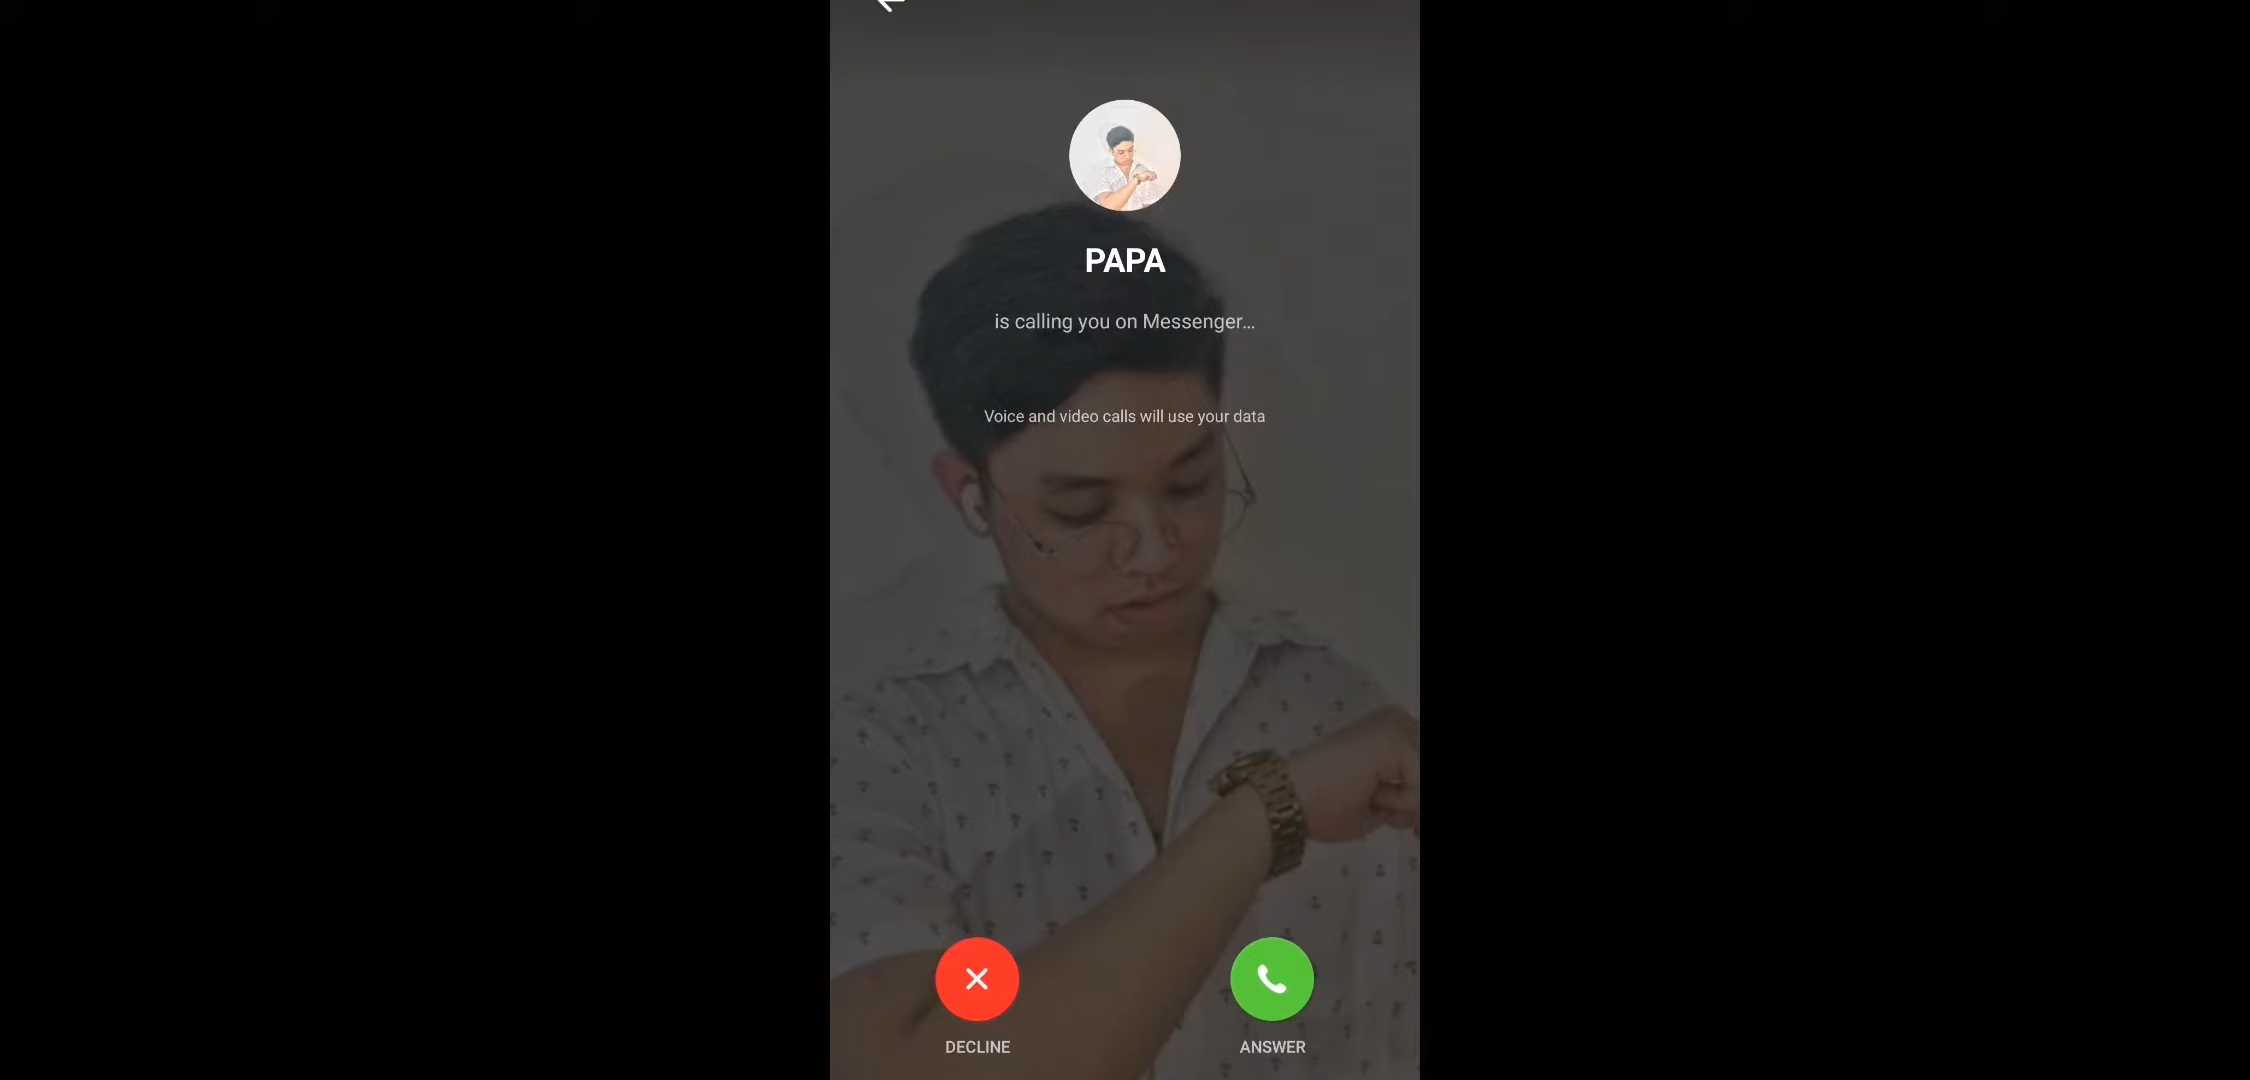 PAPA
is calling you on Messenger...
Voice and video calls will use your data
DECLINE
ANSWER